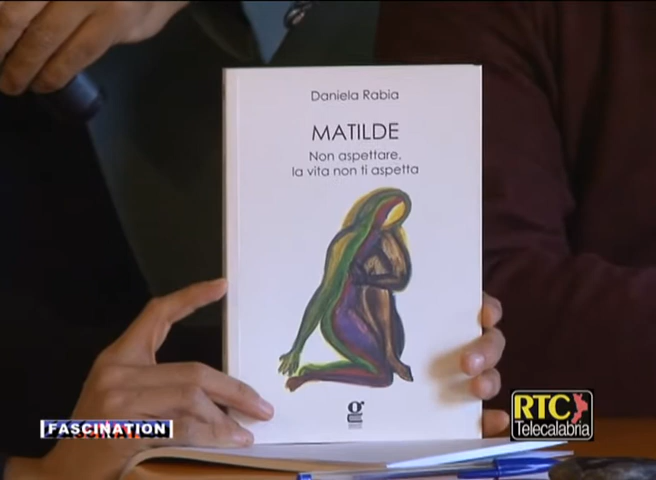 Daniela Rabia
MATILDE
Non aspettare,
la vita non ti aspetta
g
FASCINATION
RTC
Telecalabria